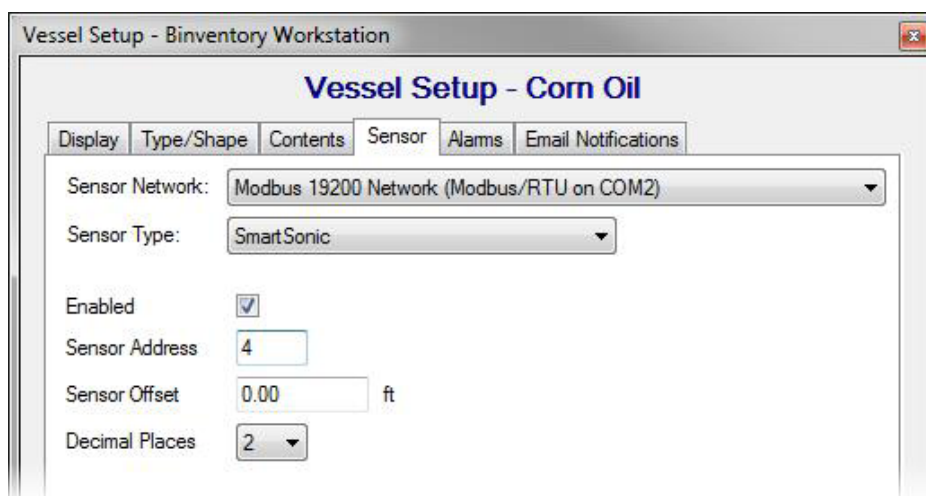 Vessel Setup - Binventory Workstation
Vessel Setup - Corn Oil
Display Type/Shape Contents Sensor Alarms Email Notifications
Sensor Network: Modbus 19200 Network (Modbus/RTU on COM2)
Sensor Type: SmartSonic
Enabled
Sensor Address 4
Sensor Offset 0.00 ft
Decimal Places 2